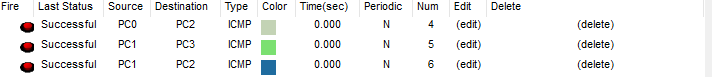 Fire Last Status Source Destination Type Color Time(sec) Periodic Num Edit Delete
Successful PC0 PC2 ICMP 0.000 N 4 (edit) (delete)
Successful PC1 PC3 ICMP 0.000 N 5 (edit) (delete)
Successful PC1 PC2 ICMP 0.000 N 6 (edit) (delete)